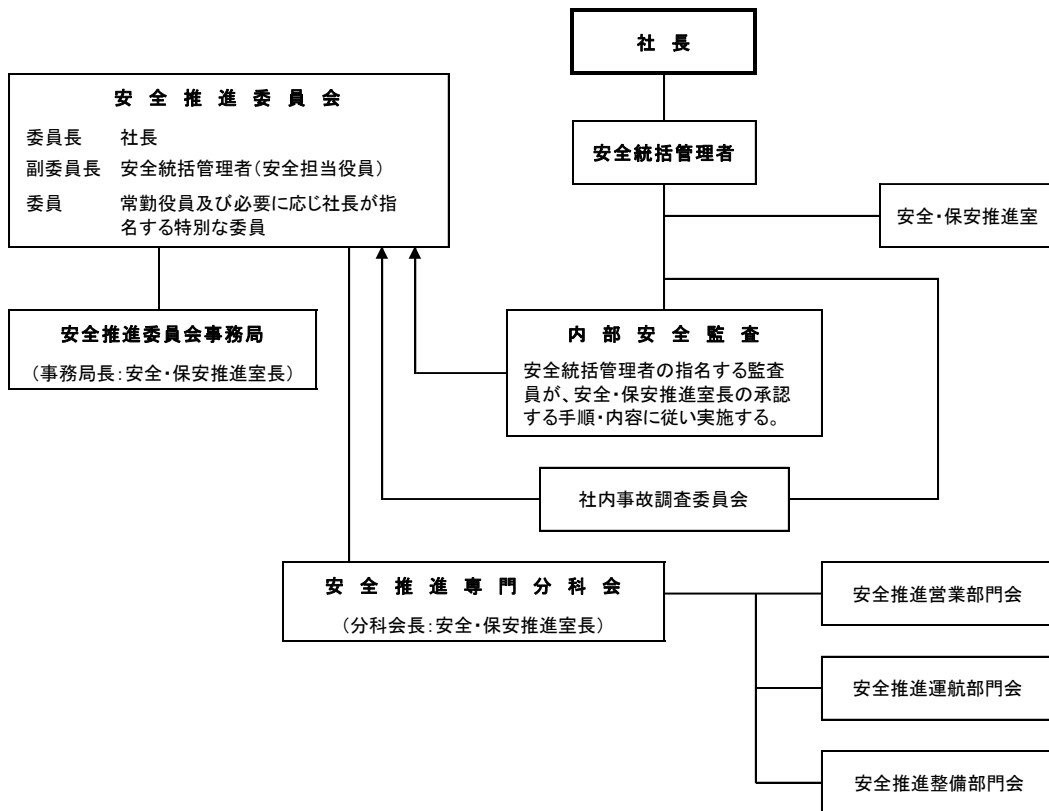 社 長
安 全 推 進 委 員 会
委員長 社長
副委員長 安全統括管理者(安全担当役員)
委員 常勤役員及び必要に応じ社長が指
名する特別な委員
安全統括管理者
安全・保安推進室
安全推進委員会事務局
(事務局長:安全・保安推進室長)
内 部 安 全 監 査
安全統括管理者の指名する監査
員が、安全・保安推進室長の承認
する手順・内容に従い実施する。
社内事故調査委員会
安 全 推 進 専 門 分 科 会
(分科会長:安全・保安推進室長)
安全推進営業部門会
安全推進運航部門会
安全推進整備部門会